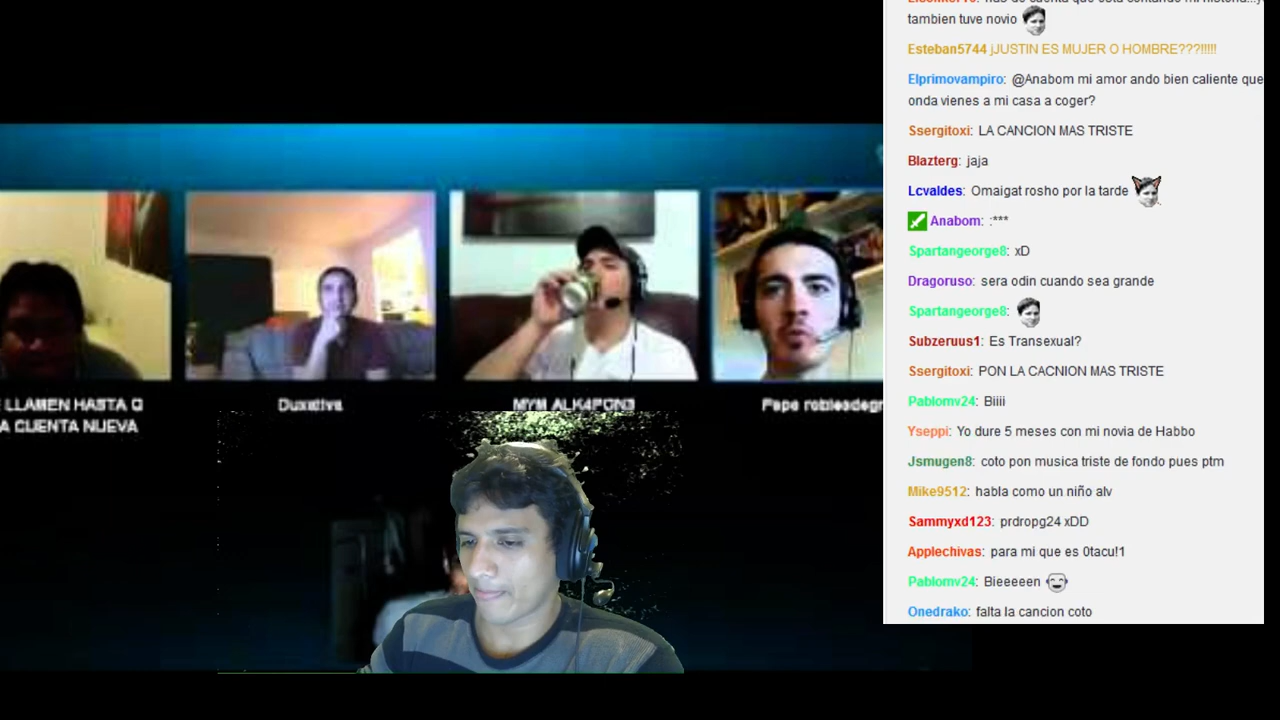 tambien tuve novio
Esteban5744 ¡JUSTIN ES MUJER O HOMBRE???!!!!!
Elprimovampiro: @Anabom mi amor ando bien caliente que
onda vienes a mi casa a coger?
Ssergitoxi: LA CANCION MAS TRISTE
Blazterg: jaja
Lcvaldes: Omaigat rosho por la tarde
Anabom: :***
Spartangeorge8: xD
Dragoruso: sera odin cuando sea grande
Spartangeorge8:
Subzeruus1: Es Transexual?
Ssergitoxi: PON LA CACNION MAS TRISTE
Pablomv24: Biiii
Yseppi: Yo dure 5 meses con mi novia de Habbo
Jsmugen8: coto pon musica triste de fondo pues ptm
Mike9512: habla como un niño alv
Sammyxd123: prdropg24 xDD
Applechivas: para mi que es 0tacu!1
Pablomv24: Bieeeeen
Onedrako: falta la cancion coto
LLAMEN HASTA Q
A CUENTA NUEVA
Duxativa
MYM ALK4PON3
Pepe roblesdegr